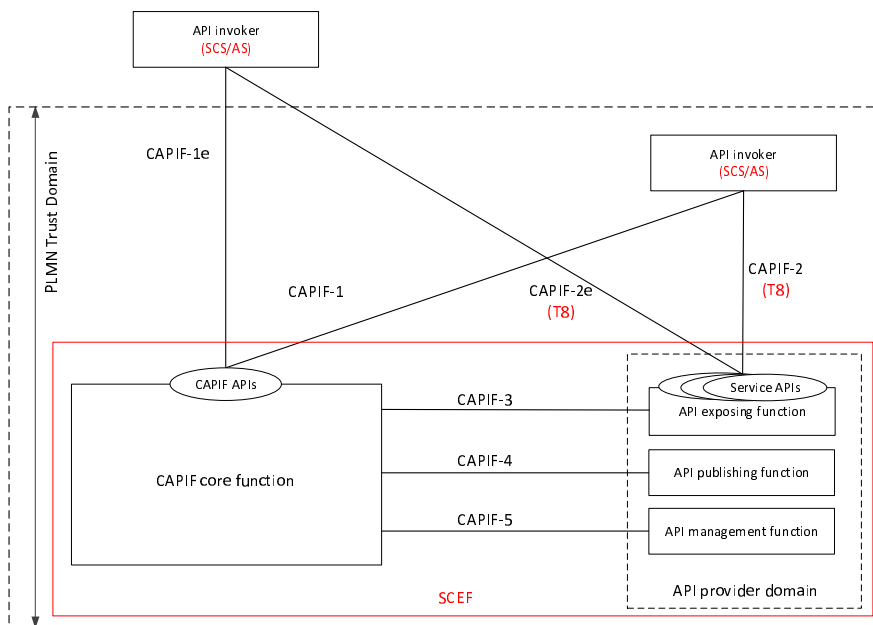 API invoker
(SCS/AS)
CAPIF-1e
API invoker
(SCS/AS)
PLMN Trust Domain
CAPIF-1
CAPIF-2e
(T8)
CAPIF-2
(T8)
CAPIF APIs
Service APIs
CAPIF-3
API exposing function
CAPIF core function
CAPIF-4
API publishing function
CAPIF-5
API management function
API provider domain
SCEF